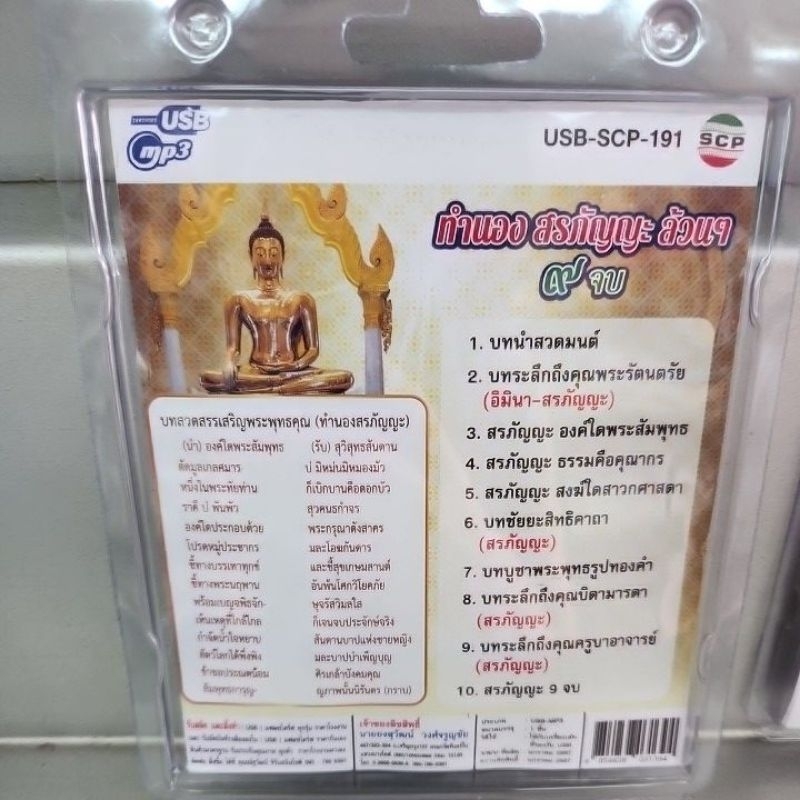 USB
mp3
USB-SCP-191
SCP
ทำนอง สรภัญญะ ล้วนๆ
๙ จบ
1. บทนำสวดมนต์
2. บทระลึกถึงคุณพระรัตนตรัย
(อิมินา-สรภัญญะ)
3. สรภัญญะ องค์ใดพระสัมพุทธ
4. สรภัญญะ ธรรมคือคุณากร
5. สรภัญญะ สงฆ์ใดสาวกศาสดา
6. บทชัยยะสิทธิคาถา
(สรภัญญะ)
7. บทบูชาพระพุทธรูปทองคำ
8. บทระลึกถึงคุณบิดามารดา
(สรภัญญะ)
9. บทระลึกถึงคุณครูบาอาจารย์
(สรภัญญะ)
10. สรภัญญะ 9 จบ
บทสวดสรรเสริญพระพุทธคุณ (ทำนองสรภัญญะ)
(นำ) องค์ใดพระสัมพุทธ (รับ) สุวิสุทธสันดาน
ตัดมูลเกลศมาร บ มิหม่นมิหมองมัว
หนึ่งในพระทัยท่าน ก็เบิกบานคือดอกบัว
ราคี บ พันพัว สุวคนธกำจร
องค์ใดประกอบด้วย พระกรุณาดังสาคร
โปรดหมู่ประชากร มละโอฆกันดาร
ชี้ทางบรรเทาทุกข์ และชี้สุขเกษมสานต์
ชี้ทางพระนฤพาน อันพ้นโศกวิโยคภัย
พร้อมเบญจพิธจัก- ษุจรัสวิมลใส
เห็นเหตุที่ใกล้ไกล ก็เจนจบประจักษ์จริง
กำจัดน้ำใจหยาบ สันดานบาปแห่งชายหญิง
สัตว์โลกได้พึ่งพิง มละบาปบำเพ็ญบุญ
ข้าขอประณตน้อม ศิรเกล้าบังคมคุณ
สัมพุทธการุญ- ญภาพนั้นนิรันดร (กราบ)
เจ้าของลิขสิทธิ์